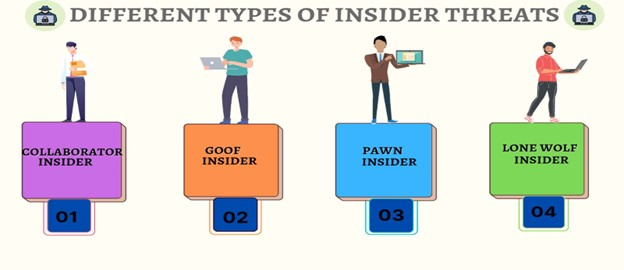 DIFFERENT TYPES OF INSIDER THREATS
COLLABORATOR
INSIDER
01
GOOF
INSIDER
02
PAWN
INSIDER
03
LONE WOLF
INSIDER
04